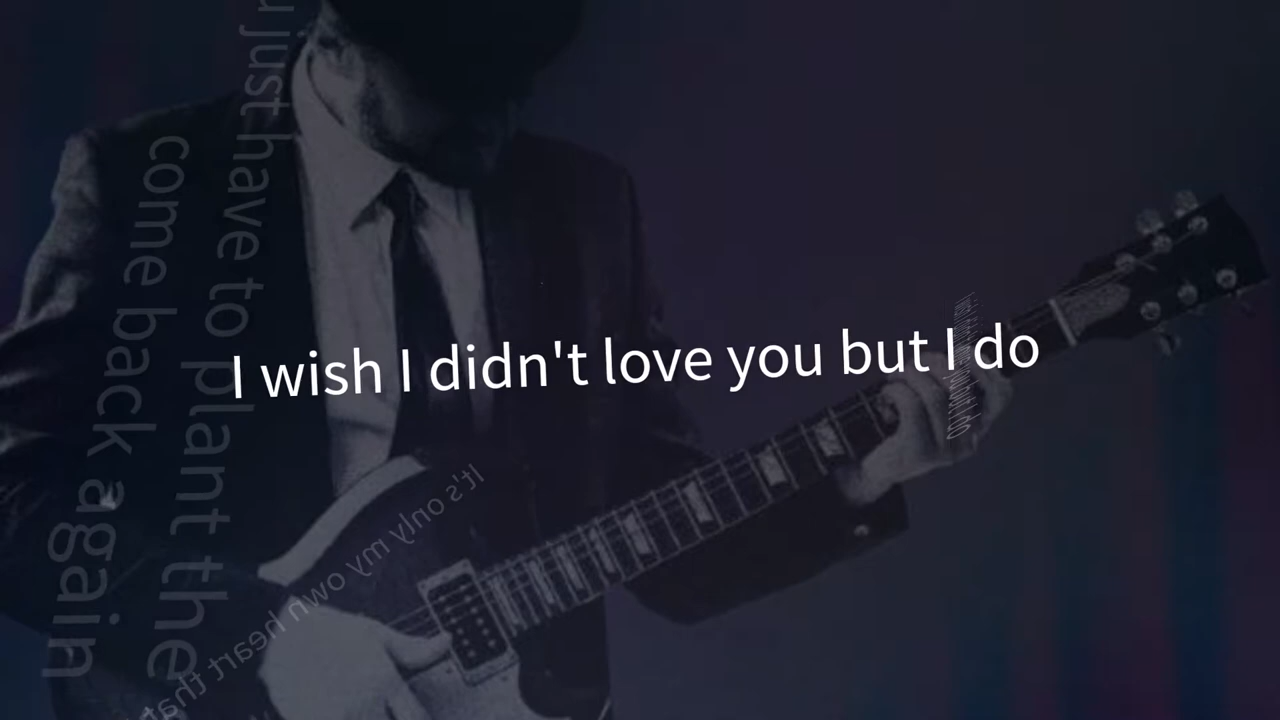 I wish I didn't love you but I do
just have to plant the
come back again
It's only my own heart that